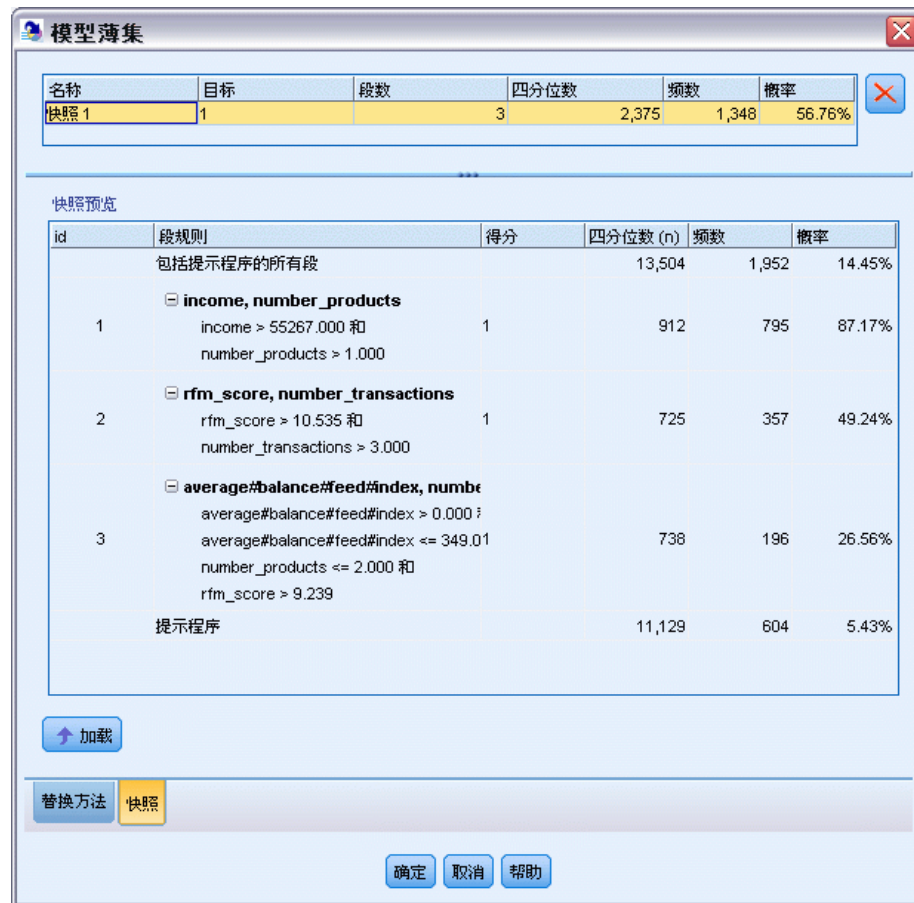 模型薄集
名称 目标 段数 四分位数 频数 概率
快照 1 1 3 2,375 1,348 56.76%
快照预览
id 段规则 得分 四分位数 (n) 频数 概率
包括提示程序的所有段 13,504 1,952 14.45%
income, number_products
1 income > 55267.000 和 1 912 795 87.17%
number_products > 1.000
rfm_score, number_transactions
2 rfm_score > 10.535 和 1 725 357 49.24%
number_transactions > 3.000
average#balance#feed#index, numbe
average#balance#feed#index > 0.000
3 average#balance#feed#index <= 349.01 738 196 26.56%
number_products <= 2.000 和
rfm_score > 9.239
提示程序 11,129 604 5.43%
加载
替换方法 快照
确定 取消 帮助